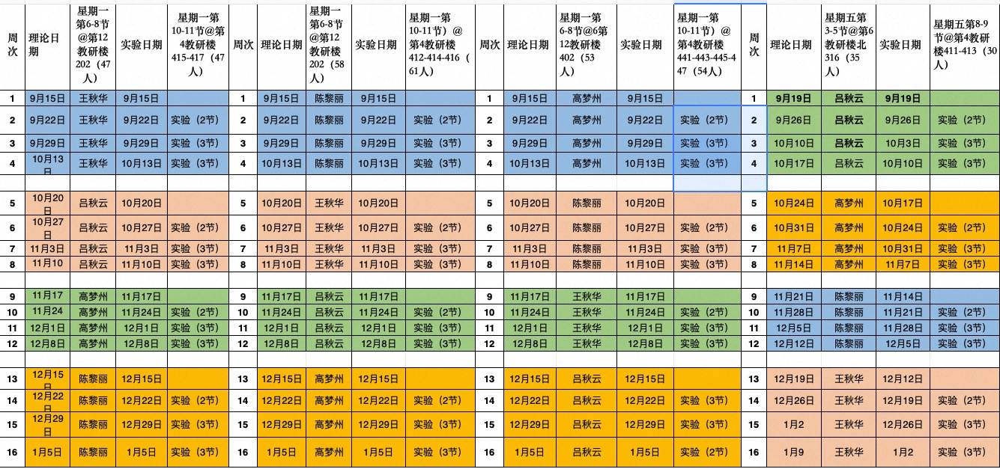 周
次
理论日
期
星期一
第6-8节
@第12
教研楼
202（47
人）
实验日期
星期一第
10-11节@第
4教研楼
415-417（47
人）
周次
理论日期
星期一
第6-8节
@第12
教研楼
202（58
人）
实验日期
星期一第
10-11节）@
第4教研楼
412-414-416（
61人）
周次
理论日期
星期一第
6-8节@6第
12教研楼
402（53
人）
实验日期
星期一第
10-11节）@
第4教研楼
441-443-445-4
47（54人）
周
次
理论日期
星期五第
3-5节@第6
教研楼北
316（35
人）
实验日期
星期五第8-9
节@第4教研
楼411-413（30
人）
1 9月15日 王秋华 9月15日 1 9月15日 陈黎丽 9月15日 1 9月15日 高梦州 9月15日 1 9月19日 吕秋云 9月19日
2 9月22日 王秋华 9月22日 实验（2节） 2 9月22日 陈黎丽 9月22日 实验（2节） 2 9月22日 高梦州 9月22日 实验（2节） 2 9月26日 吕秋云 9月26日 实验（2节）
3 9月29日 王秋华 9月29日 实验（3节） 3 9月29日 陈黎丽 9月29日 实验（3节） 3 9月29日 高梦州 9月29日 实验（3节） 3 10月10日 吕秋云 10月3日 实验（3节）
4 10月13日 王秋华 10月13日 实验（3节） 4 10月13日 陈黎丽 10月13日 实验（3节） 4 10月13日 高梦州 10月13日 实验（3节） 4 10月17日 吕秋云 10月10日 实验（3节）
5 10月20日 吕秋云 10月20日 5 10月20日 王秋华 10月20日 5 10月20日 陈黎丽 10月20日 5 10月24日 高梦州 10月17日
6 10月27日 吕秋云 10月27日 实验（2节） 6 10月27日 王秋华 10月27日 实验（2节） 6 10月27日 陈黎丽 10月27日 实验（2节） 6 10月31日 高梦州 10月24日 实验（2节）
7 11月3日 吕秋云 11月3日 实验（3节） 7 11月3日 王秋华 11月3日 实验（3节） 7 11月3日 陈黎丽 11月3日 实验（3节） 7 11月7日 高梦州 10月31日 实验（3节）
8 11月10 吕秋云 11月10日 实验（3节） 8 11月10日 王秋华 11月10日 实验（3节） 8 11月10日 陈黎丽 11月10日 实验（3节） 8 11月14日 高梦州 11月7日 实验（3节）
9 11月17 高梦州 11月17日 9 11月17日 吕秋云 11月17日 9 11月17日 王秋华 11月17日 9 11月21日 陈黎丽 11月14日
10 11月24 高梦州 11月24日 实验（2节） 10 11月24日 吕秋云 11月24日 实验（2节） 10 11月24日 王秋华 11月24日 实验（2节） 10 11月28日 陈黎丽 11月21日 实验（2节）
11 12月1日 高梦州 12月1日 实验（3节） 11 12月1日 吕秋云 12月1日 实验（3节） 11 12月1日 王秋华 12月1日 实验（3节） 11 12月5日 陈黎丽 11月28日 实验（3节）
12 12月8日 高梦州 12月8日 实验（3节） 12 12月8日 吕秋云 12月8日 实验（3节） 12 12月8日 王秋华 12月8日 实验（3节） 12 12月12日 陈黎丽 12月5日 实验（3节）
13 12月15日 陈黎丽 12月15日 13 12月15日 高梦州 12月15日 13 12月15日 吕秋云 12月15日 13 12月19日 王秋华 12月12日
14 12月22日 陈黎丽 12月22日 实验（2节） 14 12月22日 高梦州 12月22日 实验（2节） 14 12月22日 吕秋云 12月22日 实验（3节） 14 12月26日 王秋华 12月19日 实验（2节）
15 12月29日 陈黎丽 12月29日 实验（3节） 15 12月29日 高梦州 12月29日 实验（3节） 15 12月29日 吕秋云 12月29日 实验（3节） 15 1月2 王秋华 12月26日 实验（3节）
16 1月5日 陈黎丽 1月5日 实验（3节） 16 1月5日 高梦州 1月5日 实验（3节） 16 1月5日 吕秋云 1月5日 实验（2节） 16 1月9 王秋华 1月2 实验（3节）